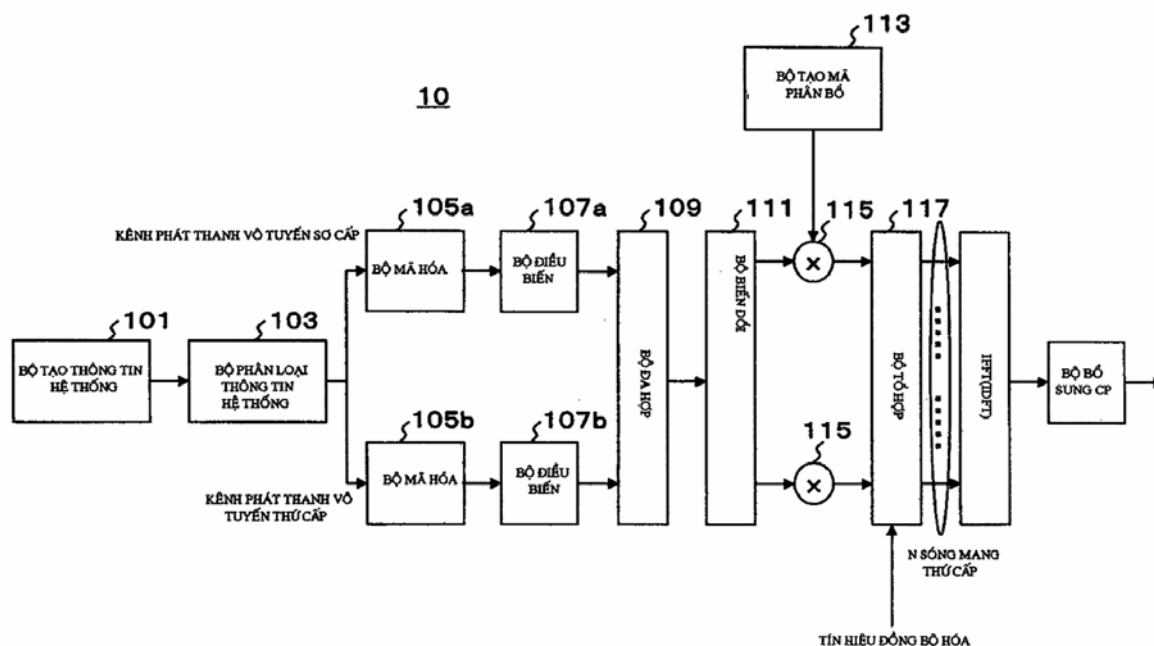 113
BỘ TẠO MÃ
PHÂN BỔ
10
105a
107a
109
111
115
117
KÊNH PHÁT THANH VÔ TUYẾN SƠ CẤP
BỘ MÃ HÓA
BỘ ĐIỀU
BIẾN
101
103
BỘ TẠO THÔNG TIN
HỆ THỐNG
BỘ PHÂN LOẠI
THÔNG TIN
HỆ THỐNG
BỘ ĐA HỢP
BỘ BIẾN DỔI
BỘ TỔ HỢP
IFFT(IDFT)
BỘ BỔ
SUNG CP
105b
107b
115
BỘ MÃ HÓA
BỘ ĐIỀU
BIẾN
KÊNH PHÁT THANH VÔ
TUYẾN THỨ CẤP
N SÓNG MANG
THỨ CẤP
TÍN HIỆU ĐỒNG BỘ HÓA